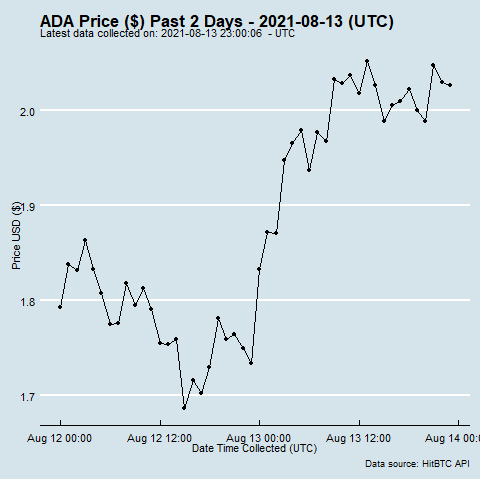 ADA Price ($) Past 2 Days - 2021-08-13 (UTC)
Latest data collected on: 2021-08-13 23:00:06 - UTC
2.0
1.9
1.8
1.7
Price USD ($)
Aug 12 00:00 Aug 12 12:00 Aug 13 00:00 Aug 13 12:00 Aug 14 00:0
Date Time Collected (UTC)
Data source: HitBTC API